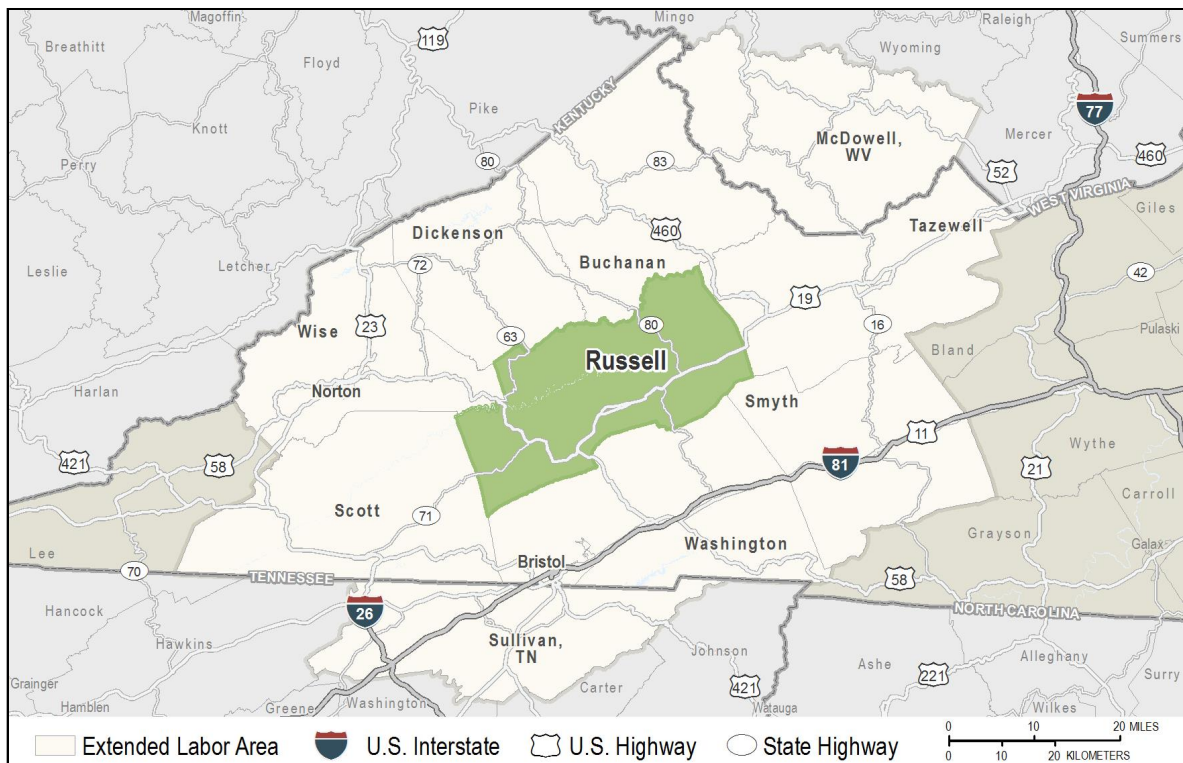 Magoffin
Mingo
Raleigh
Breathitt
119
Wyoming
Summers
Floyd
77
Pike
KENTUCKY
Knott
McDowell,
WV
Mercer
Perry
80
83
460
52
WEST VIRGINIA
Giles
Tazewell
Dickenson
460
Leslie
Letcher
72
Buchanan
42
19
Wise
23
63
80
16
Pulaski
Russell
Bland
Harlan
Norton
Smyth
11
421
58
81
Wythe
21
Carroll
Scott
71
Grayson
Lee
Washington
Galax
Bristol
70
TENNESSEE
58
Hancock
26
NORTH CAROLINA
Hawkins
Sullivan,
TN
Johnson
Alleghany
Ashe
Surry
221
Grainger
Carter
421
Hamblen
Greene
Washington
Watauga
Wilkes
Extended Labor Area
U.S. Interstate
U.S. Highway
State Highway
0 10 20 MILES
0 10 20 KILOMETERS